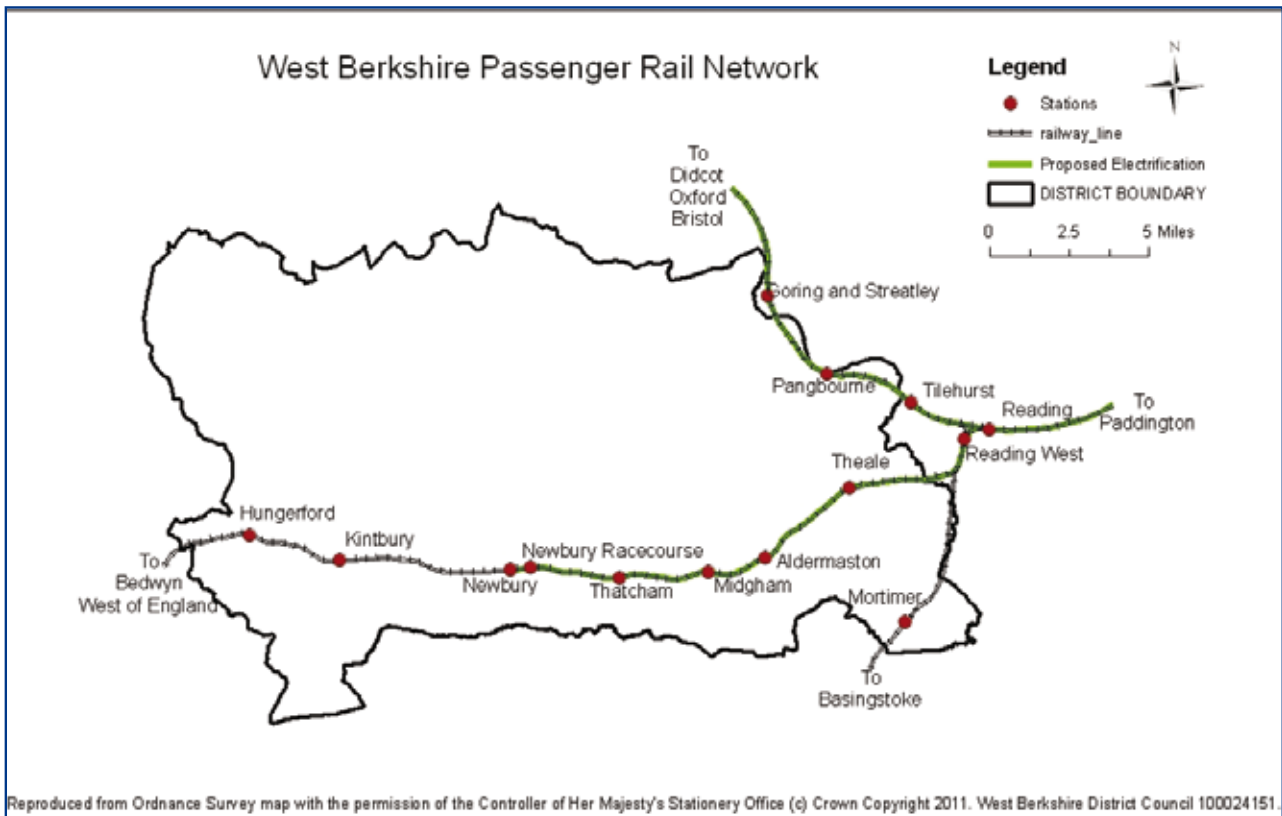 West Berkshire Passenger Rail Network
N
Legend
Stations
railway_line
Proposed Electrification
DISTRICT BOUNDARY
0 2.5 5 Miles
To
Didcot
Oxford
Bristol
Goring and Streatley
Pangbourne
Tilehurst
Reading
To
Paddington
Reading West
Theale
Hungerford
Kintbury
Newbury Racecourse
Aldermaston
To
Bedwyn
West of England
Newbury
Thatcham
Midgham
Mortimer
To
Basingstoke
Reproduced from Ordnance Survey map with the permission of the Controller of Her Majesty's Stationery Office (c) Crown Copyright 2011. West Berkshire District Council 100024151.